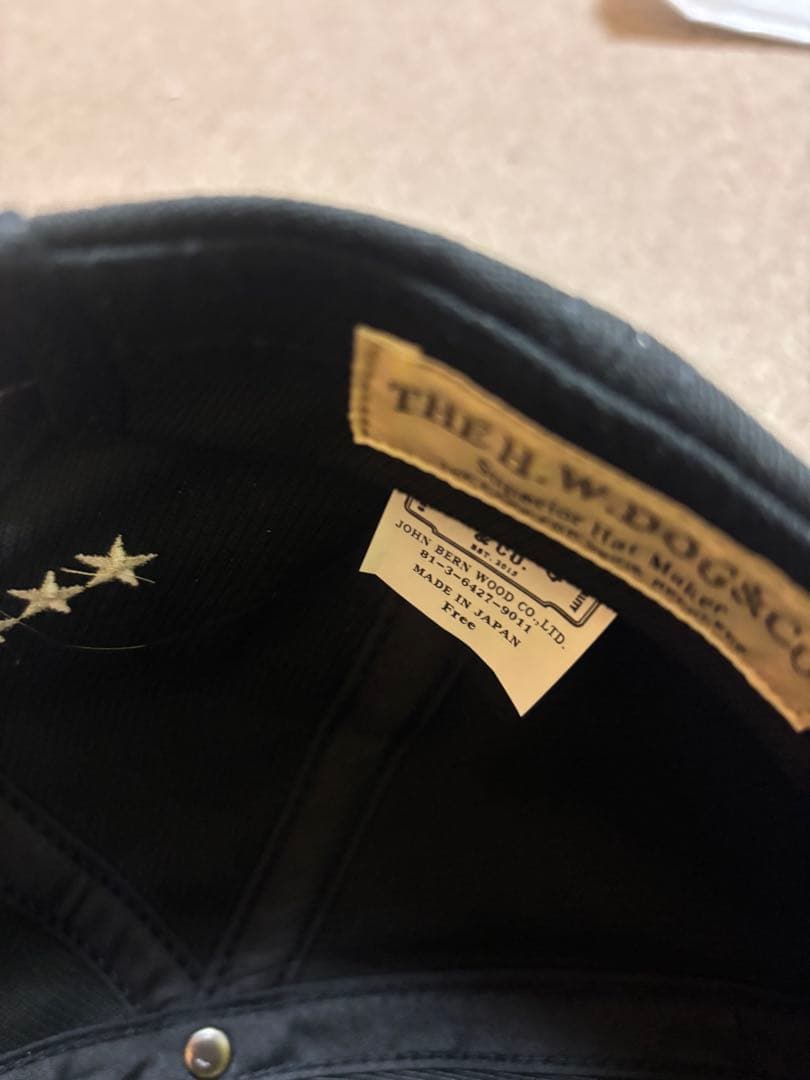 THE H.W.DOG&CO
Superior Hat Maker
& CO.
EST. 2012
JOHN BERN WOOD CO.,LTD.
81-3-6427-9011
MADE IN JAPAN
Free